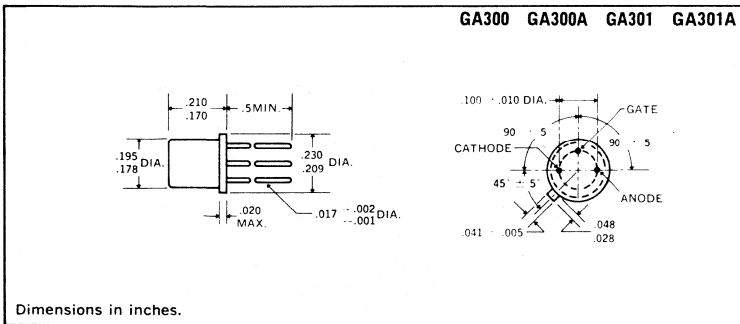 GA300 GA300A GA301 GA301A
.210
.170
.5MIN.
.195
.178
DIA.
.230
.209
DIA.
.020
MAX.
.017
.002
.001
DIA.
.100 .010 DIA.
GATE
90 5
90 5
CATHODE
ANODE
45 5
.041 .005
.048
.028
Dimensions in inches.